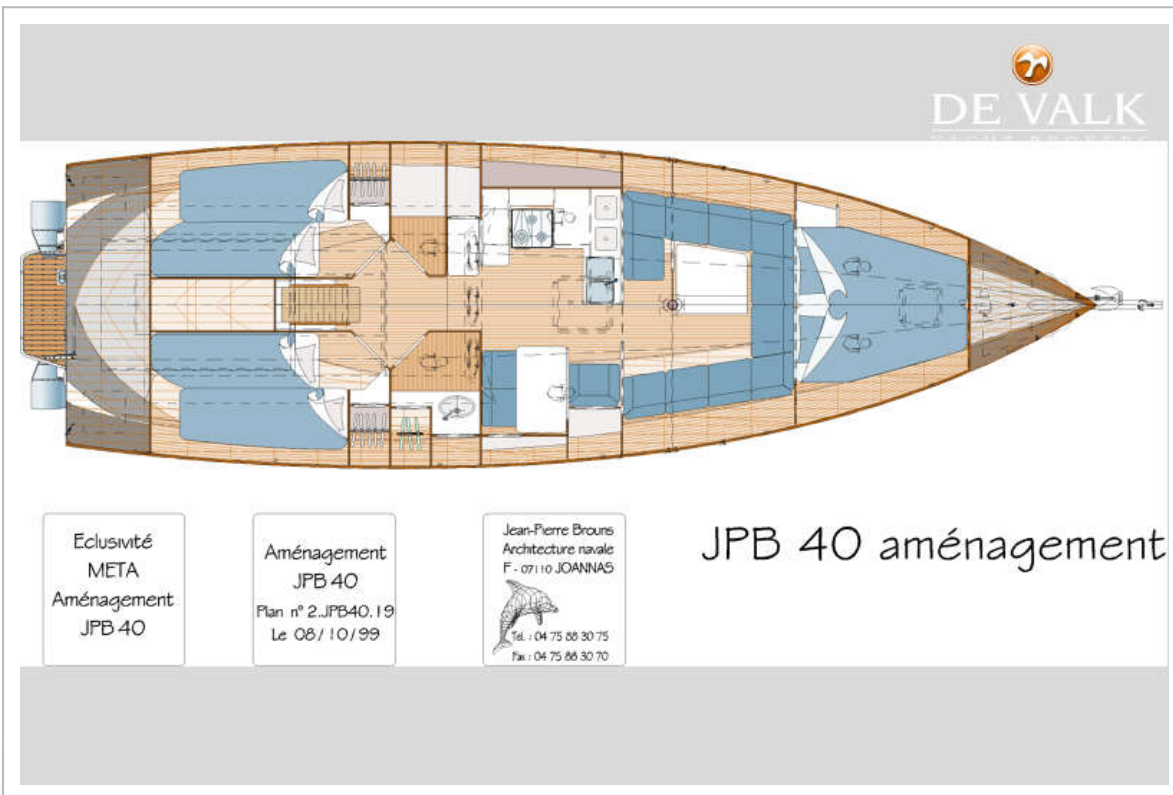 DE VALK
YACHT BROKERS
Eclusivité
META
Aménagement
JPB 40
Aménagement
JPB 40
Plan n° 2.JPB40.19
Le 08/10/99
Jean-Pierre Brouns
Architecture navale
F - 07110 JOANNAS
Tél. : 04 75 88 30 75
Fax : 04 75 88 30 70
JPB 40 aménagement